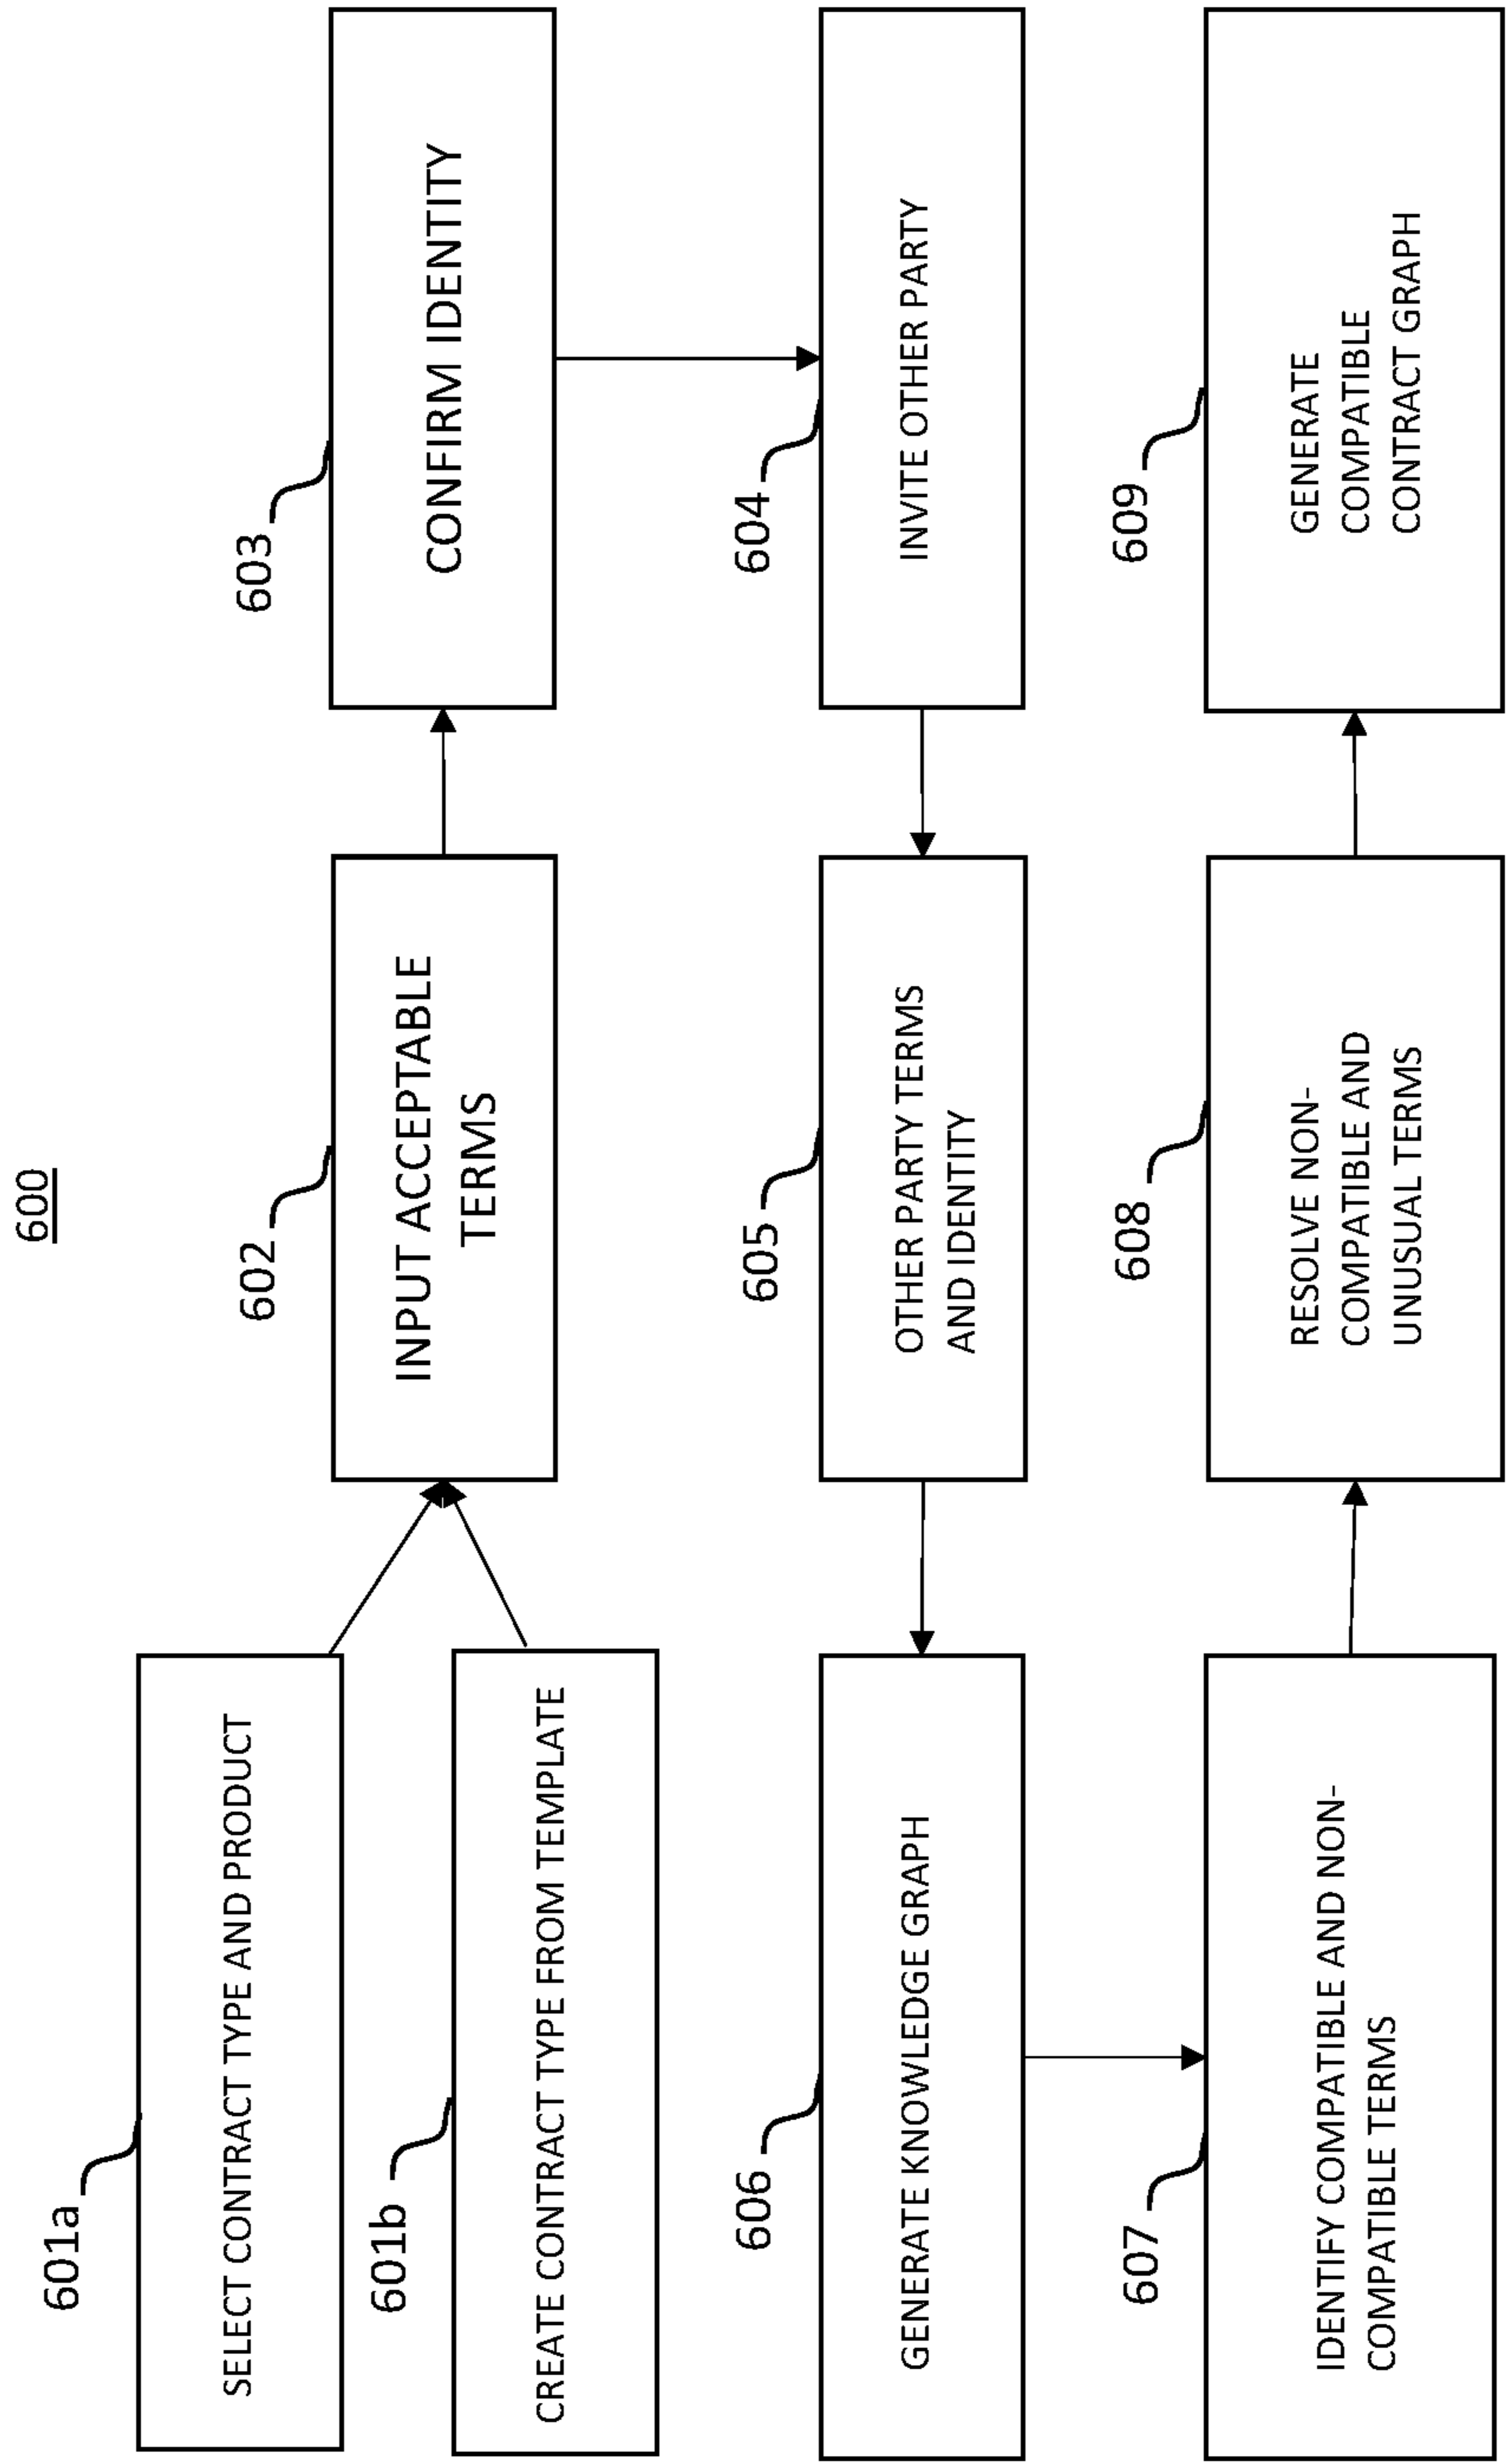 600
601a
SELECT CONTRACT TYPE AND PRODUCT
601b
CREATE CONTRACT TYPE FROM TEMPLATE
602
INPUT ACCEPTABLE
TERMS
603
CONFIRM IDENTITY
604
INVITE OTHER PARTY
605
OTHER PARTY TERMS
AND IDENTITY
606
GENERATE KNOWLEDGE GRAPH
607
IDENTIFY COMPATIBLE AND NON-
COMPATIBLE TERMS
608
RESOLVE NON-
COMPATIBLE AND
UNUSUAL TERMS
609
GENERATE
COMPATIBLE
CONTRACT GRAPH